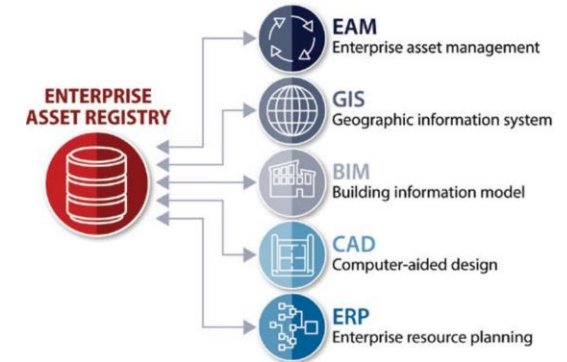 ENTERPRISE
ASSET REGISTRY
EAM
Enterprise asset management
GIS
Geographic information system
BIM
Building information model
CAD
Computer-aided design
ERP
Enterprise resource planning